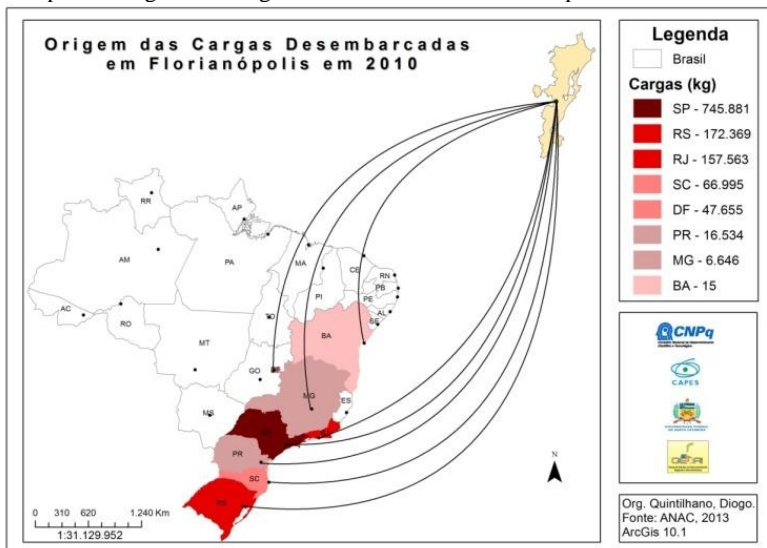 Origem das Cargas Desembarcadas
em Florianópolis em 2010
RR
AP
AM
PA
MA
CE
RN
PB
PI
PE
AC
AL
SE
RO
TO
BA
MT
GO
MG
ES
MS
PR
SC
RS
N
0 310 620 1.240 Km
1:31.129.952
Legenda
Brasil
Cargas (kg)
SP - 745.881
RS - 172.369
RJ - 157.563
SC - 66.995
DF - 47.655
PR - 16.534
MG - 6.646
BA - 15
CNPq
CAPES
Org. Quintilhano, Diogo.
Fonte: ANAC, 2013
ArcGis 10.1